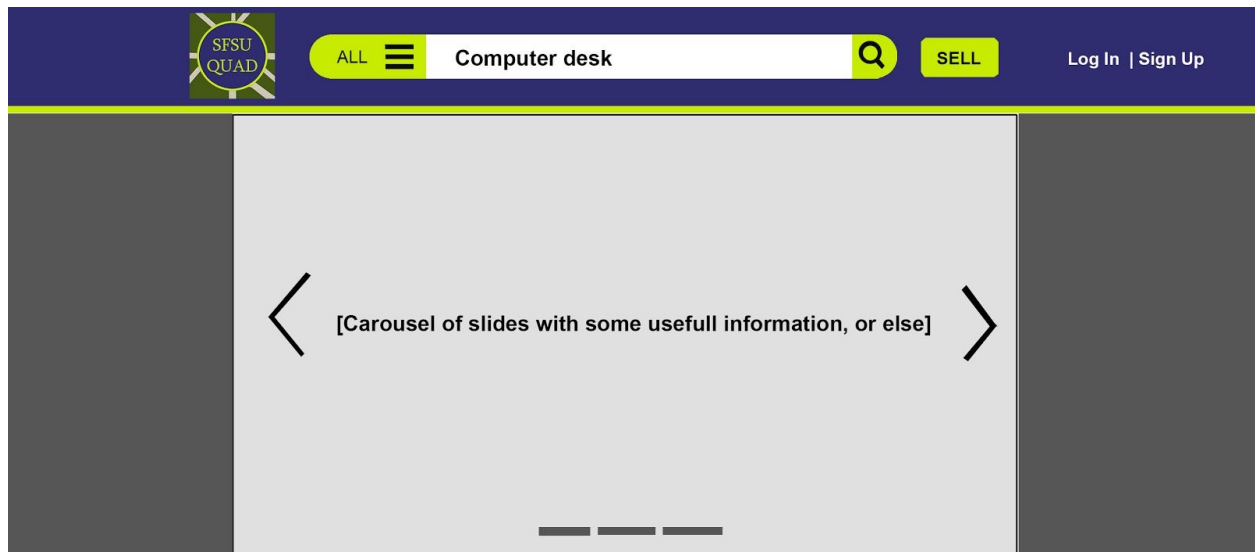 SFSU
QUAD
ALL
Computer desk
SELL
Log In | Sign Up
[Carousel of slides with some usefull information, or else]